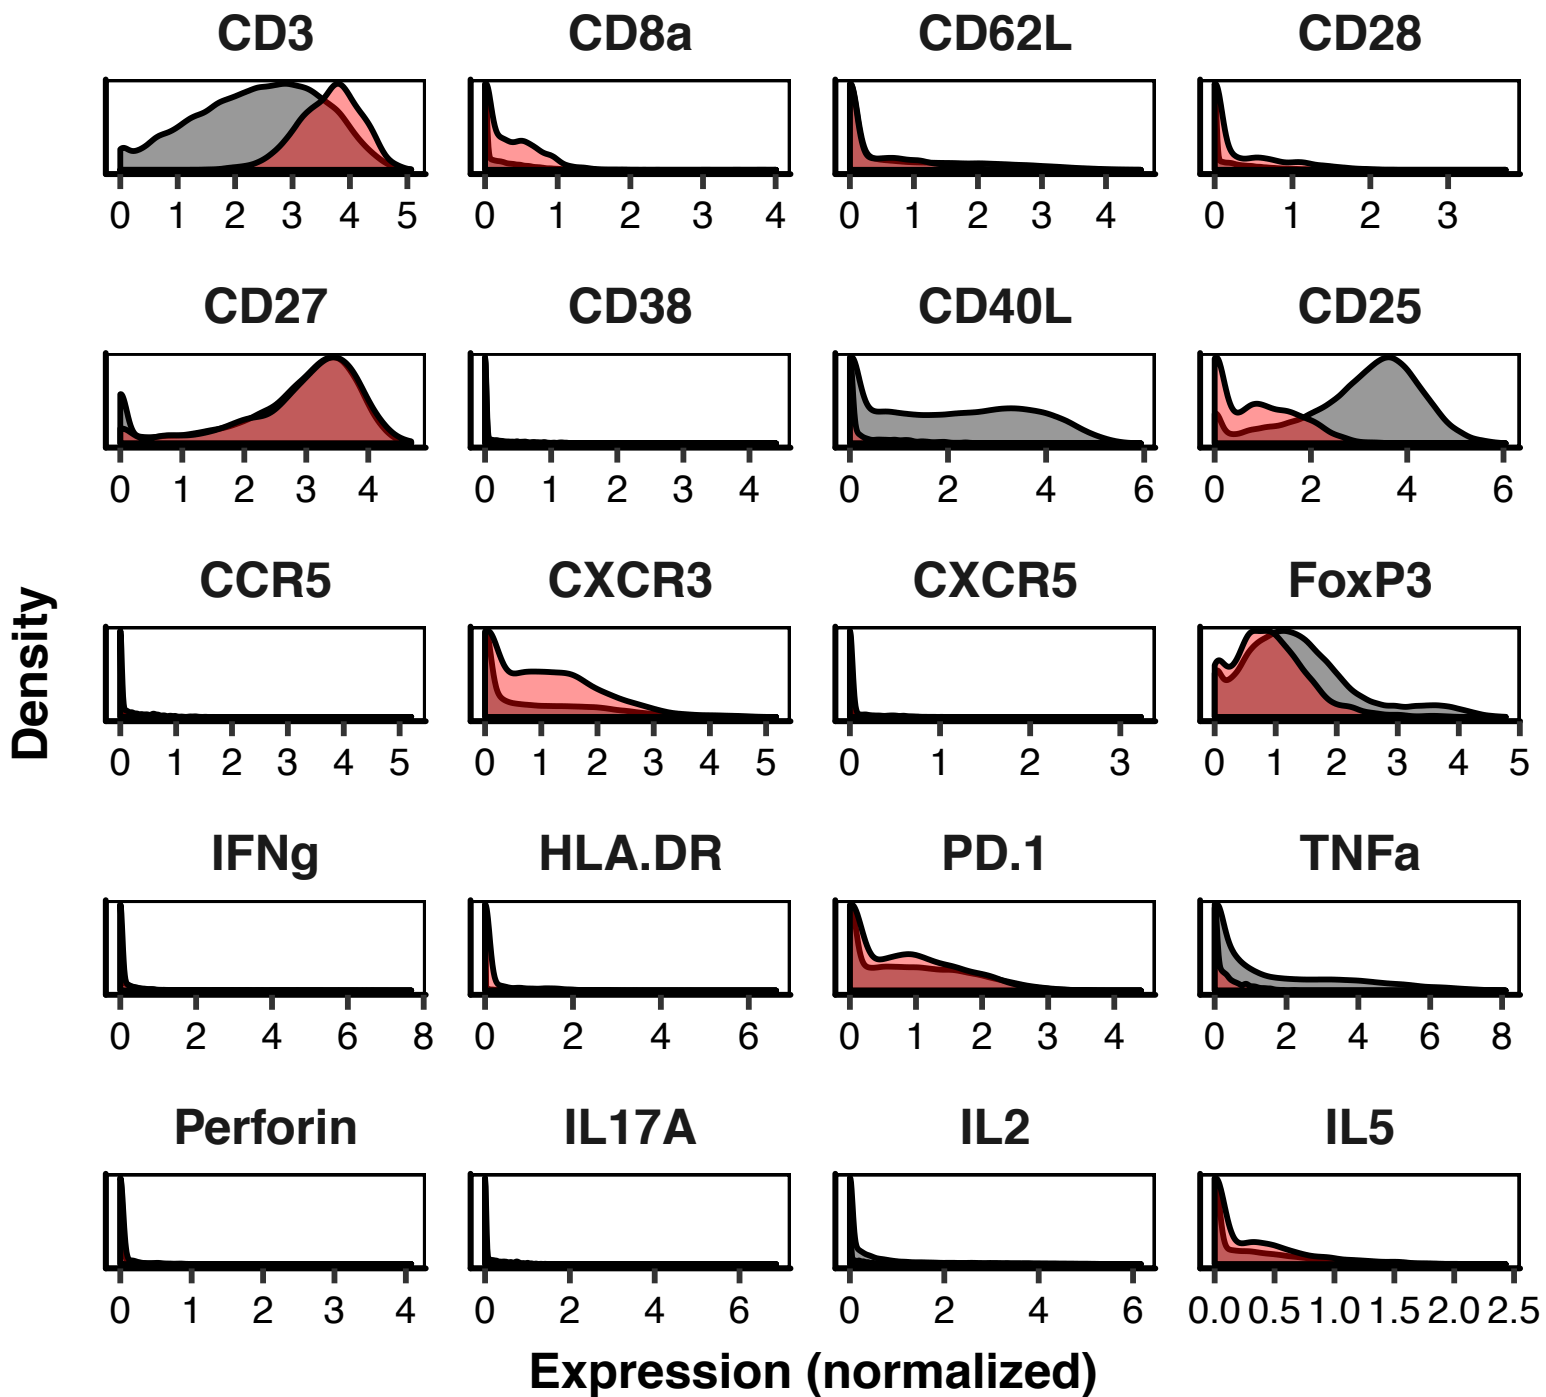 CD3 CD8a CD62L CD28
0 1 2 3 4 5 0 1 2 3 4 0 1 2 3 4 0 1 2 3
CD27 CD38 CD40L CD25
0 1 2 3 4 0 1 2 3 4 0 2 4 6 0 2 4 6
Density
CCR5 CXCR3 CXCR5 FoxP3
0 1 2 3 4 5 0 1 2 3 4 5 0 1 2 3 0 1 2 3 4 5
IFNg HLA.DR PD.1 TNFa
0 2 4 6 8 0 2 4 6 0 1 2 3 4 0 2 4 6 8
Perforin IL17A IL2 IL5
0 1 2 3 4 0 2 4 6 0 2 4 6 0.0 0.5 1.0 1.5 2.0 2.5
Expression (normalized)